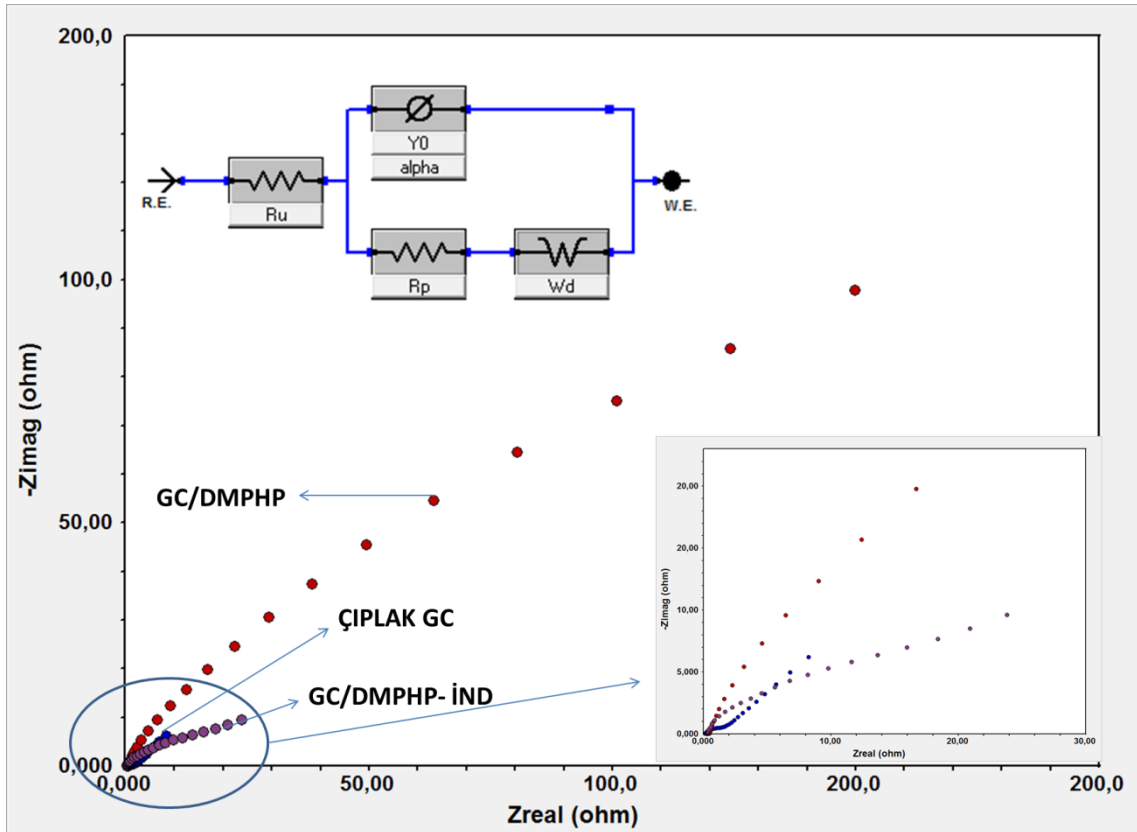 200,0
100,0
50,00
0,000
-Zimag (ohm)
R.E.
Ru
Y0
alpha
Rp
Wd
W.E.
GC/DMPHP
ÇIPLAK GC
GC/DMPHP- İND
20,00
20,00
10,00
5,000
0,000
-Zimag (ohm)
0,000
10,00
20,00
30,00
Zreal (ohm)
0,000
50,00
100,0
200,0
200,0
Zreal (ohm)